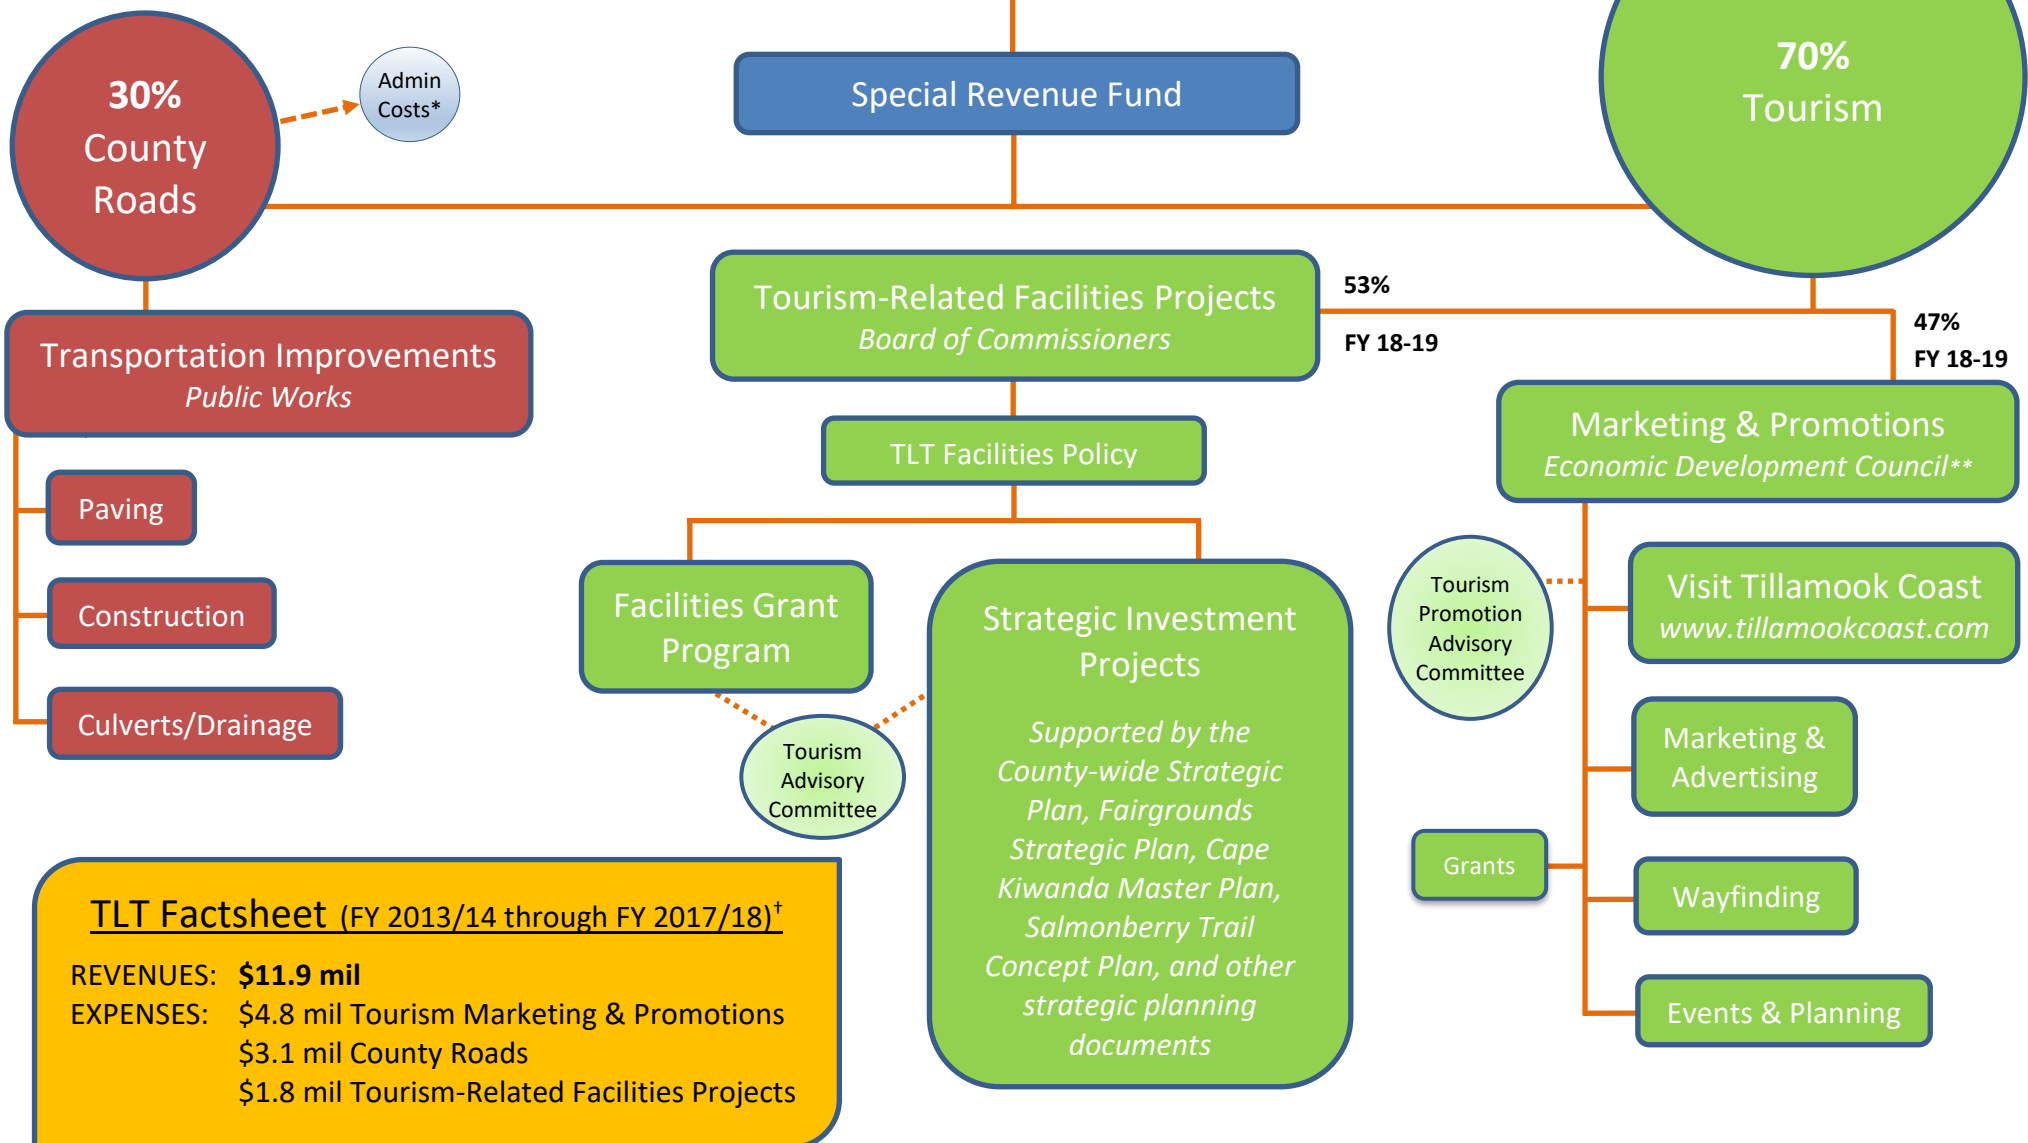 30%
County
Roads
Admin
Costs*
Special Revenue Fund
70%
Tourism
Transportation Improvements
Public Works
Paving
Construction
Culverts/Drainage
Tourism-Related Facilities Projects
Board of Commissioners
53%
FY 18-19
47%
FY 18-19
TLT Facilities Policy
Facilities Grant
Program
Tourism
Advisory
Committee
Strategic Investment
Projects
Supported by the
County-wide Strategic
Plan, Fairgrounds
Strategic Plan, Cape
Kiwanda Master Plan,
Salmonberry Trail
Concept Plan, and other
strategic planning
documents
Marketing & Promotions
Economic Development Council**
Tourism
Promotion
Advisory
Committee
Visit Tillamook Coast
www.tillamookcoast.com
Marketing &
Advertising
Grants
Wayfinding
Events & Planning
TLT Factsheet (FY 2013/14 through FY 2017/18)†
REVENUES: $11.9 mil
EXPENSES: $4.8 mil Tourism Marketing & Promotions
$3.1 mil County Roads
$1.8 mil Tourism-Related Facilities Projects